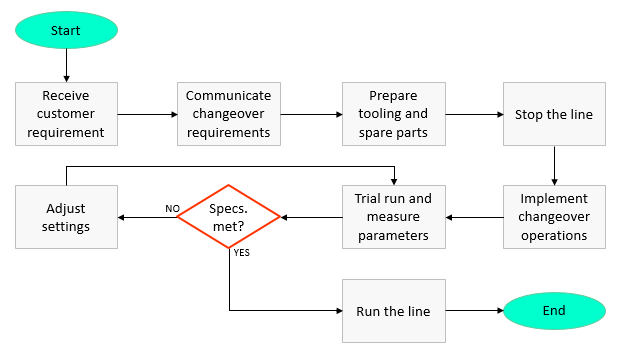 Start
Receive
customer
requirement
Communicate
changeover
requirements
Prepare
tooling and
spare parts
Stop the line
Implement
changeover
operations
Trial run and
measure
parameters
Specs.
met?
NO
YES
Adjust
settings
Run the line
End